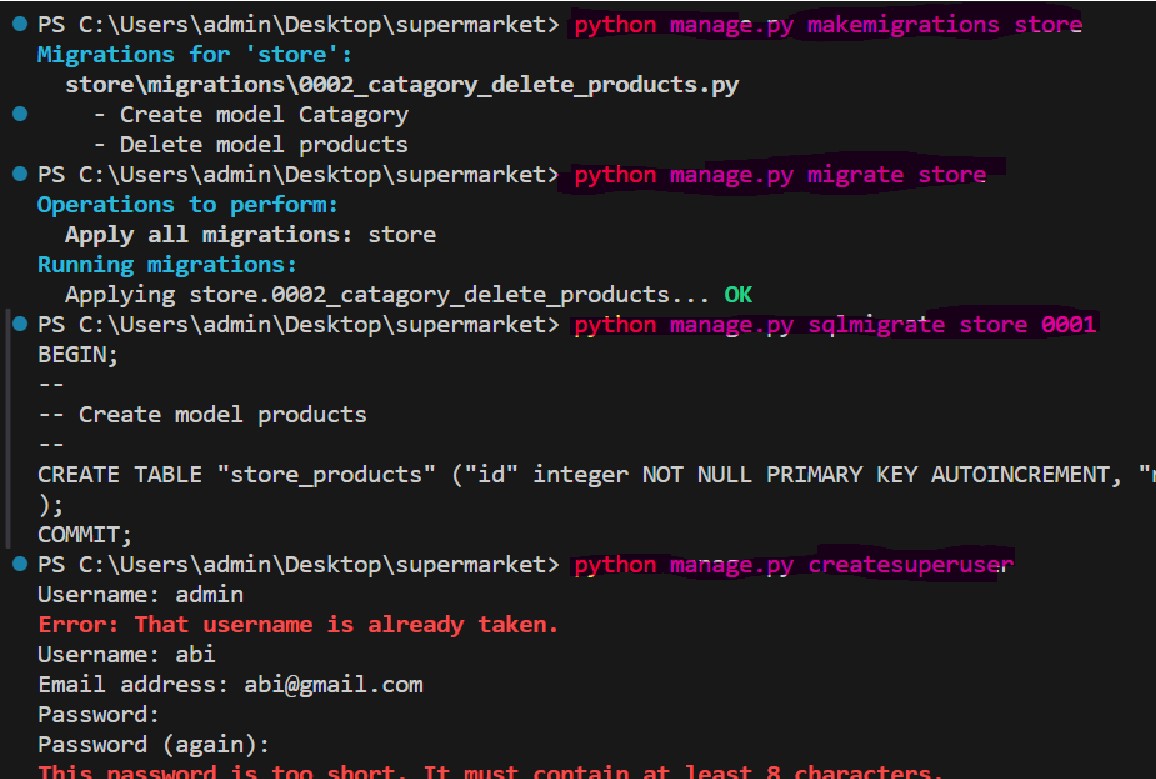 PS C:\Users\admin\Desktop\supermarket> python manage.py makemigrations store
Migrations for 'store':
store\migrations\0002_catagory_delete_products.py
- Create model Catagory
- Delete model products
PS C:\Users\admin\Desktop\supermarket> python manage.py migrate store
Operations to perform:
Apply all migrations: store
Running migrations:
Applying store.0002_catagory_delete_products... OK
PS C:\Users\admin\Desktop\supermarket> python manage.py sqlmigrate store 0001
BEGIN;
--
-- Create model products
--
CREATE TABLE "store_products" ("id" integer NOT NULL PRIMARY KEY AUTOINCREMENT, "
);
COMMIT;
PS C:\Users\admin\Desktop\supermarket> python manage.py createsuperuser
Username: admin
Error: That username is already taken.
Username: abi
Email address: abi@gmail.com
Password:
Password (again):
This password is too short. It must contain at least 8 characters.